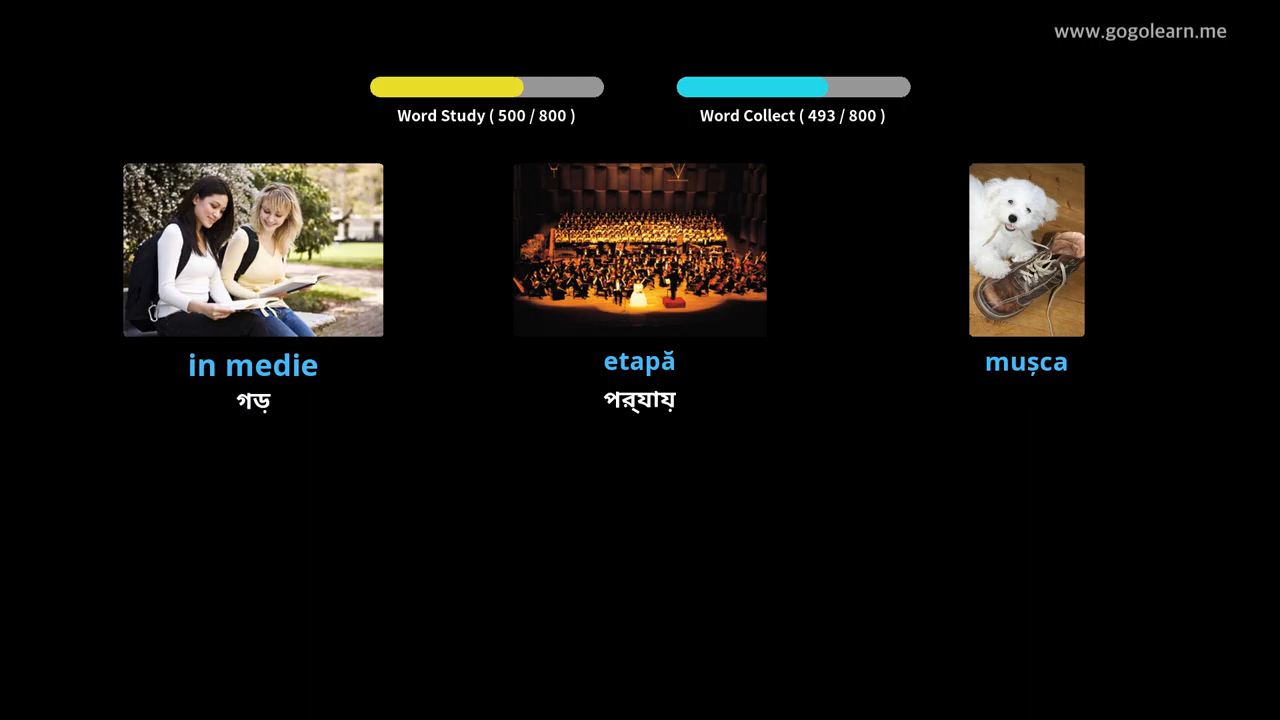 www.gogolearn.me
Word Study ( 500 / 800 )
Word Collect ( 493 / 800 )
in medie
etapă
mușca
গড়
পর্যায়